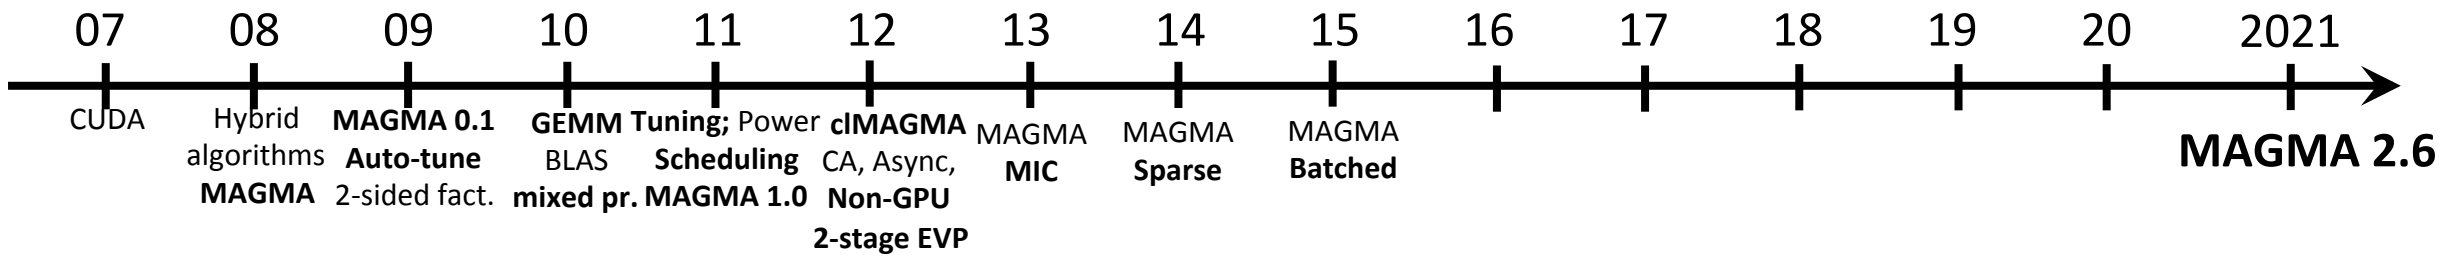 07 08 09 10 11 12 13 14 15 16 17 18 19 20 2021
CUDA
Hybrid
algorithms
MAGMA
MAGMA 0.1
Auto-tune
2-sided fact.
GEMM
BLAS
mixed pr.
Tuning; Power
Scheduling
MAGMA 1.0
clMAGMA
CA, Async,
Non-GPU
2-stage EVP
MAGMA
MIC
MAGMA
Sparse
MAGMA
Batched
MAGMA 2.6